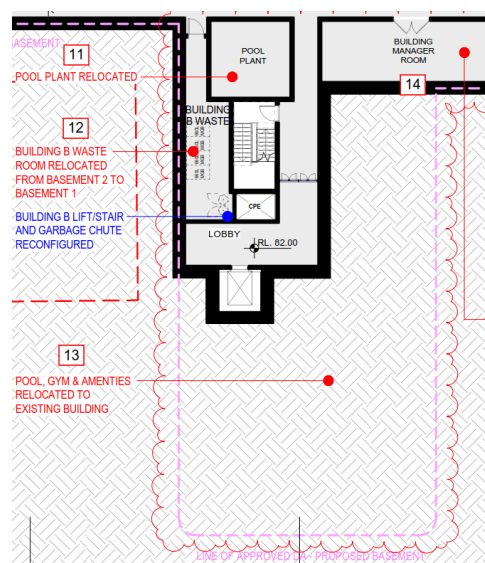 BASEMENT
11
POOL PLANT RELOCATED
POOL
PLANT
BUILDING
MANAGER
ROOM
14
12
BUILDING B WASTE
ROOM RELOCATED
FROM BASEMENT 2 TO
BASEMENT 1
BUILDING
B WASTE
BUILDING B LIFT/STAIR
AND GARBAGE CHUTE
RECONFIGURED
CPE
LOBBY
RL. 82.00
13
POOL, GYM & AMENTIES
RELOCATED TO
EXISTING BUILDING
LINE OF APPROVED DA - PROPOSED BASEMENT